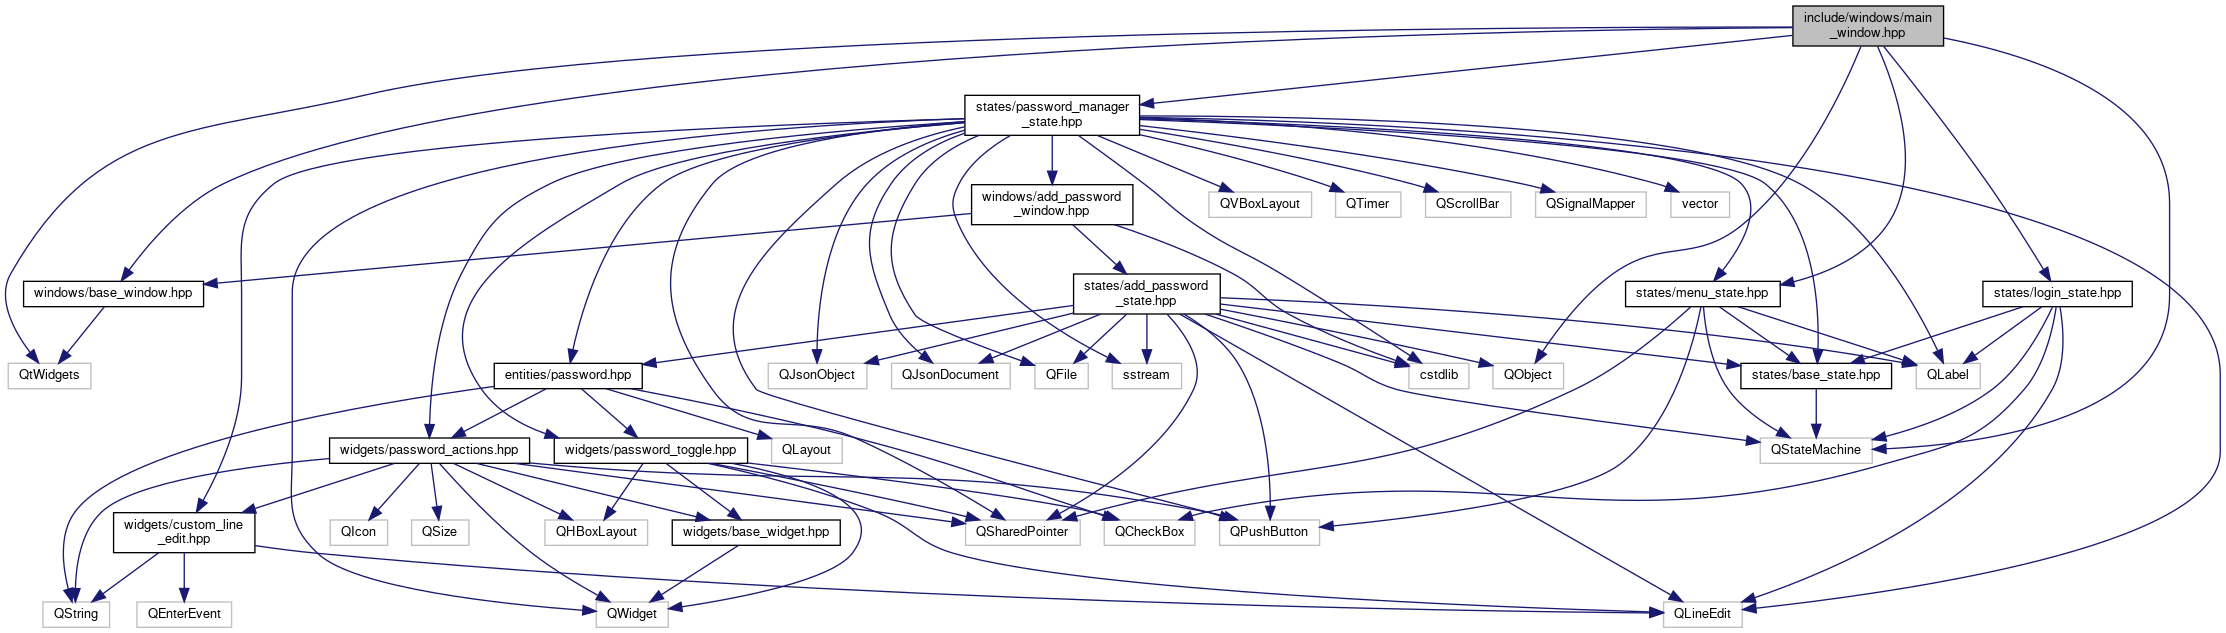 include/windows/main
_window.hpp
states/password_manager
_state.hpp
windows/add_password
_window.hpp
QVBoxLayout
QTimer
QScrollBar
QSignalMapper
vector
windows/base_window.hpp
states/add_password
_state.hpp
states/menu_state.hpp
states/login_state.hpp
QtWidgets
entities/password.hpp
QJsonObject
QJsonDocument
QFile
sstream
cstdlib
QObject
states/base_state.hpp
QLabel
widgets/password_actions.hpp
widgets/password_toggle.hpp
QLayout
QStateMachine
widgets/custom_line
_edit.hpp
QIcon
QSize
QHBoxLayout
widgets/base_widget.hpp
QSharedPointer
QCheckBox
QPushButton
QString
QEnterEvent
QWidget
QLineEdit